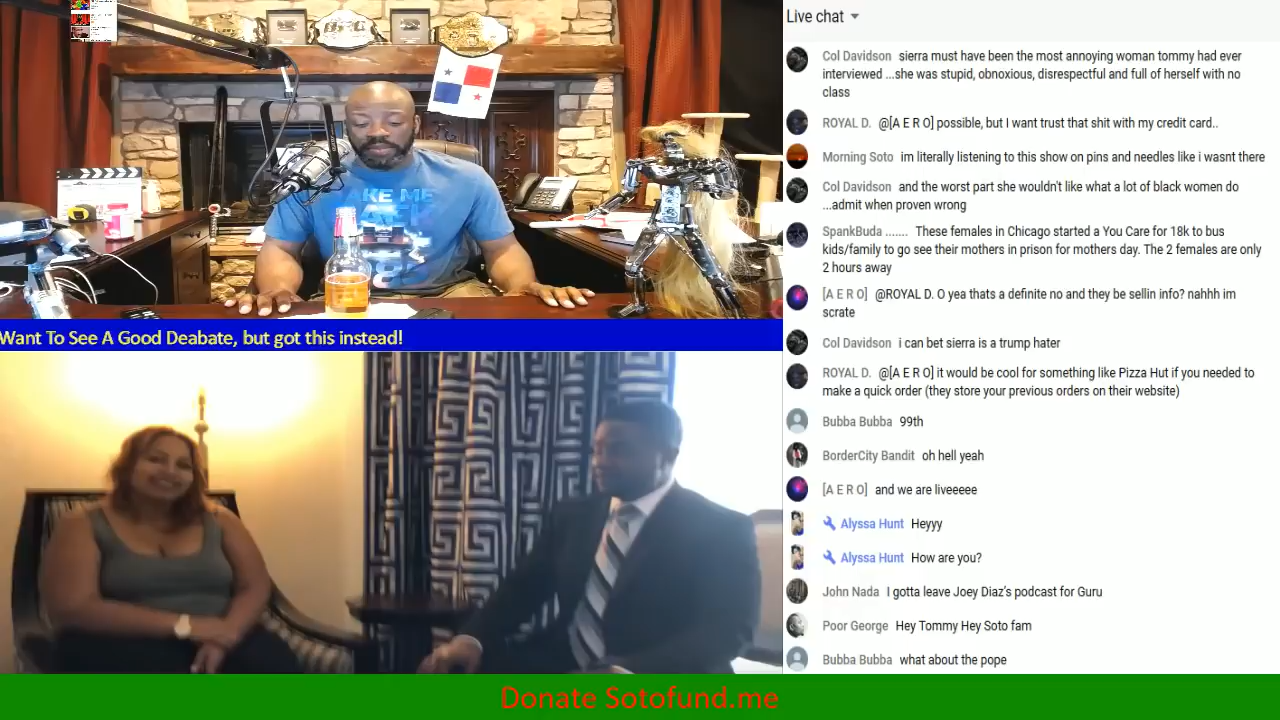 UFC
AKE ME
Want To See A Good Deabate, but got this instead!
Donate Sotofund.me
Live chat
Col Davidson sierra must have been the most annoying woman tommy had ever
interviewed ...she was stupid, obnoxious, disrespectful and full of herself with no
class
ROYAL D. @[A E R O] possible, but I want trust that shit with my credit card..
Morning Soto im literally listening to this show on pins and needles like i wasnt there
Col Davidson and the worst part she wouldn't like what a lot of black women do
...admit when proven wrong
SpankBuda ....... These females in Chicago started a You Care for 18k to bus
kids/family to go see their mothers in prison for mothers day. The 2 females are only
2 hours away
[A E R O] @ROYAL D. O yea thats a definite no and they be sellin info? nahhh im
scrate
Col Davidson i can bet sierra is a trump hater
ROYAL D. @[A E R O] it would be cool for something like Pizza Hut if you needed to
make a quick order (they store your previous orders on their website)
Bubba Bubba 99th
BorderCity Bandit oh hell yeah
[A E R O] and we are liveeeee
Alyssa Hunt Heyyy
Alyssa Hunt How are you?
John Nada I gotta leave Joey Diaz's podcast for Guru
Poor George Hey Tommy Hey Soto fam
Bubba Bubba what about the pope